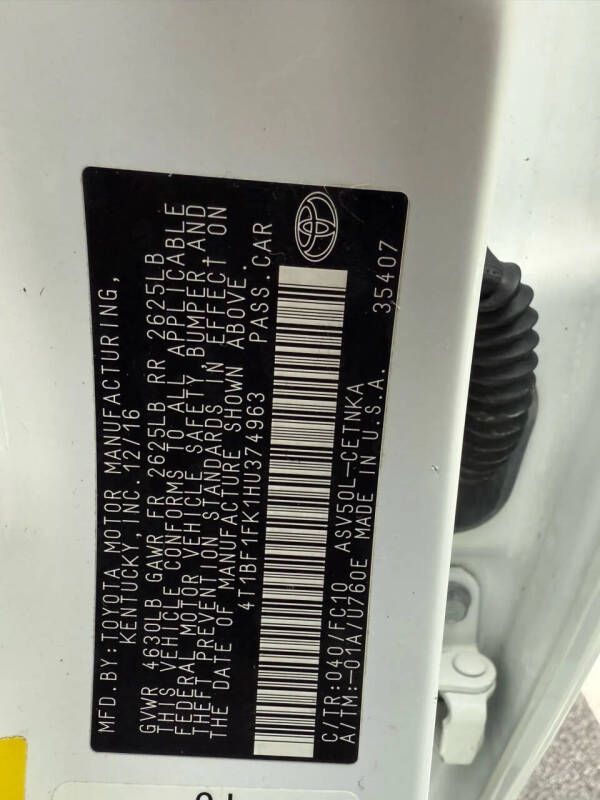 MFD.BY:TOYOTA MOTOR MANUFACTURING,
KENTUCKY, INC. 12/16
GVWR 4630LB GAWR FR 2625LB RR 2625LB
THIS VEHICLE CONFORMS TO ALL APPLICABLE
FEDERAL MOTOR VEHICLE SAFETY, BUMPER AND
THEFT PREVENTION STANDARDS IN EFFECT ON
THE DATE OF MANUFACTURE SHOWN ABOVE.
4T1BF1FK1HU374963 PASS.CAR
C/TR:040/FC10 ASV50L-CETNKA
A/TM:-01A/U760E MADE IN U.S.A. 35407